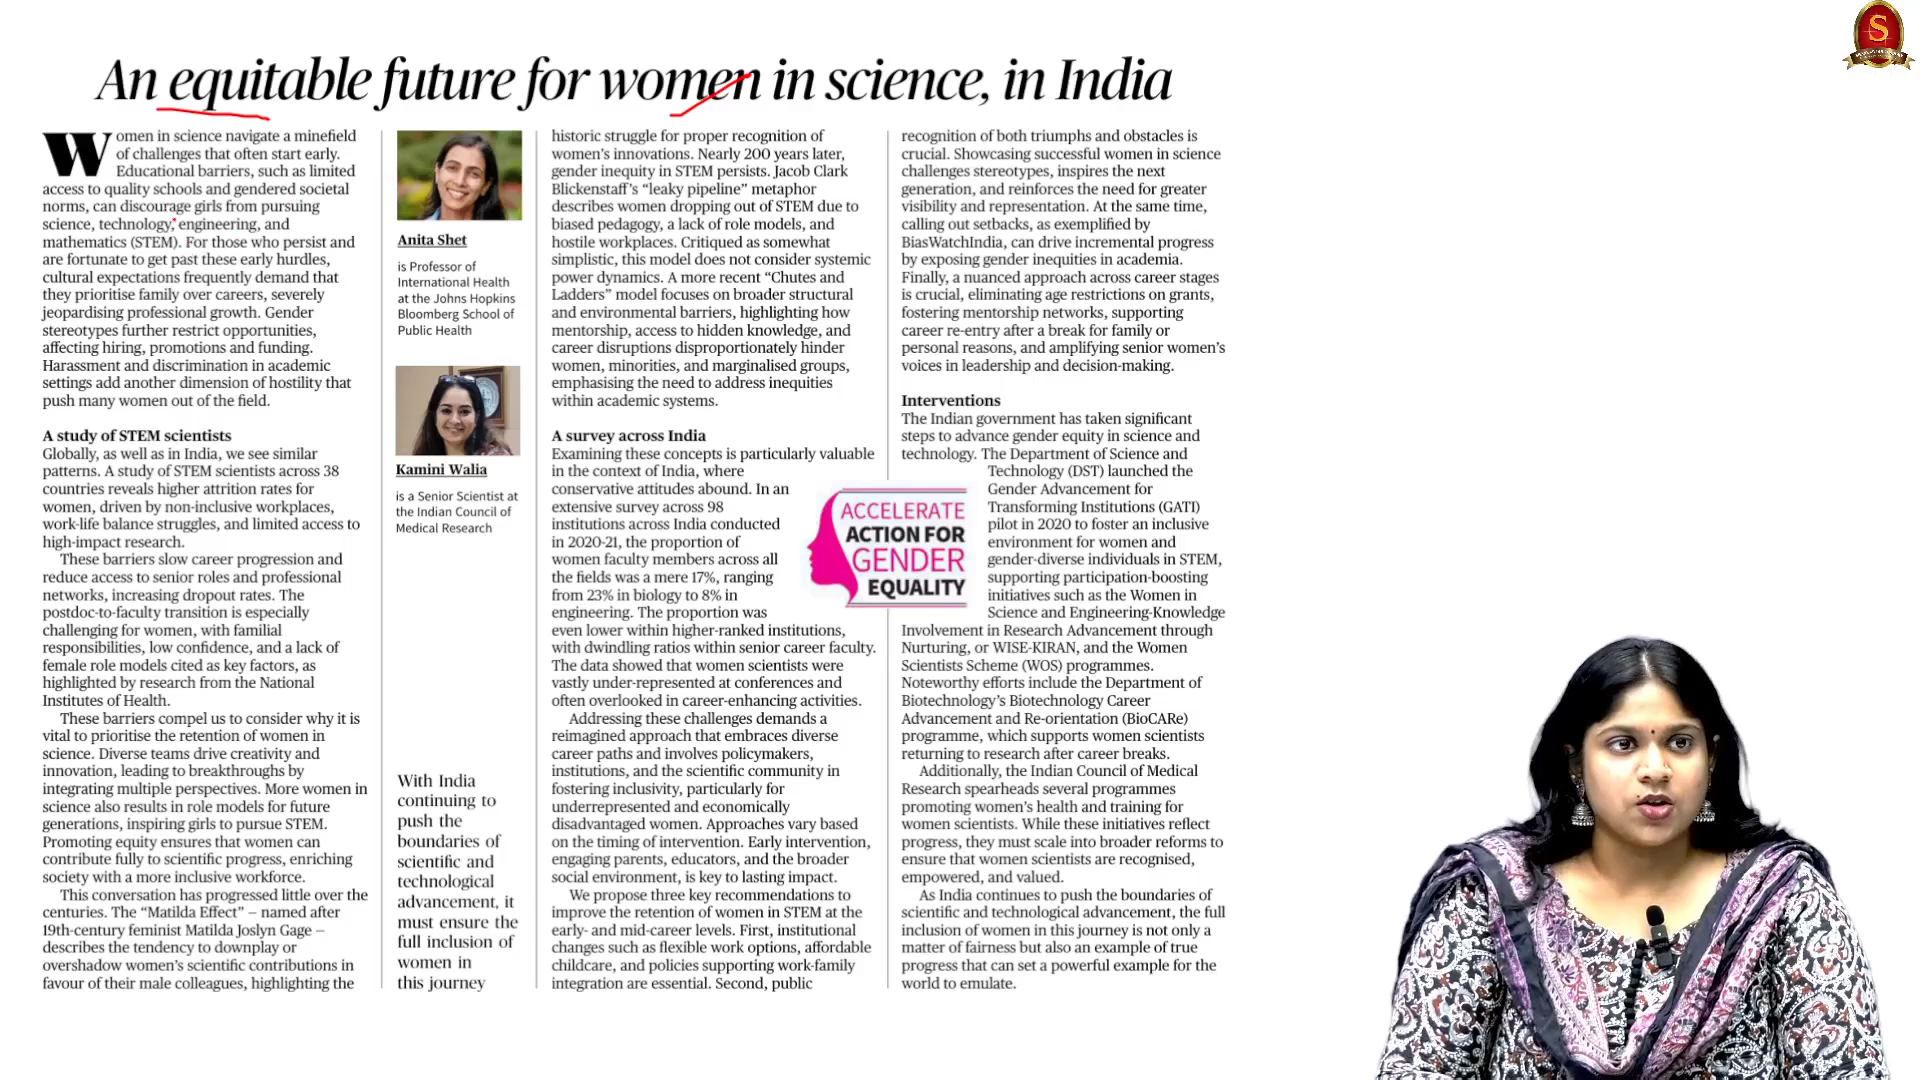 An equitable future for women in science, in India
Women in science navigate a minefield
of challenges that often start early.
Educational barriers, such as limited
access to quality schools and gendered societal
norms, can discourage girls from pursuing
science, technology, engineering, and
mathematics (STEM). For those who persist and
are fortunate to get past these early hurdles,
cultural expectations frequently demand that
they prioritise family over careers, severely
jeopardising professional growth. Gender
stereotypes further restrict opportunities,
affecting hiring, promotions and funding.
Harassment and discrimination in academic
settings add another dimension of hostility that
push many women out of the field.
A study of STEM scientists
Globally, as well as in India, we see similar
patterns. A study of STEM scientists across 38
countries reveals higher attrition rates for
women, driven by non-inclusive workplaces,
work-life balance struggles, and limited access to
high-impact research.
These barriers slow career progression and
reduce access to senior roles and professional
networks, increasing dropout rates. The
postdoc-to-faculty transition is especially
challenging for women, with familial
responsibilities, low confidence, and a lack of
female role models cited as key factors, as
highlighted by research from the National
Institutes of Health.
These barriers compel us to consider why it is
vital to prioritise the retention of women in
science. Diverse teams drive creativity and
innovation, leading to breakthroughs by
integrating multiple perspectives. More women in
science also results in role models for future
generations, inspiring girls to pursue STEM.
Promoting equity ensures that women can
contribute fully to scientific progress, enriching
society with a more inclusive workforce.
This conversation has progressed little over the
centuries. The “Matilda Effect” – named after
19th-century feminist Matilda Joslyn Gage –
describes the tendency to downplay or
overshadow women’s scientific contributions in
favour of their male colleagues, highlighting the
Anita Shet
is Professor of
International Health
at the Johns Hopkins
Bloomberg School of
Public Health
Kamini Walia
is a Senior Scientist at
the Indian Council of
Medical Research
With India
continuing to
push the
boundaries of
scientific and
technological
advancement, it
must ensure the
full inclusion of
women in
this journey
historic struggle for proper recognition of
women’s innovations. Nearly 200 years later,
gender inequity in STEM persists. Jacob Clark
Blickenstaff’s “leaky pipeline” metaphor
describes women dropping out of STEM due to
biased pedagogy, a lack of role models, and
hostile workplaces. Critiqued as somewhat
simplistic, this model does not consider systemic
power dynamics. A more recent “Chutes and
Ladders” model focuses on broader structural
and environmental barriers, highlighting how
mentorship, access to hidden knowledge, and
career disruptions disproportionately hinder
women, minorities, and marginalised groups,
emphasising the need to address inequities
within academic systems.
A survey across India
Examining these concepts is particularly valuable
in the context of India, where
conservative attitudes abound. In an
extensive survey across 98
institutions across India conducted
in 2020-21, the proportion of
women faculty members across all
the fields was a mere 17%, ranging
from 23% in biology to 8% in
engineering. The proportion was
even lower within higher-ranked institutions,
with dwindling ratios within senior career faculty.
The data showed that women scientists were
vastly under-represented at conferences and
often overlooked in career-enhancing activities.
Addressing these challenges demands a
reimagined approach that embraces diverse
career paths and involves policymakers,
institutions, and the scientific community in
fostering inclusivity, particularly for
underrepresented and economically
disadvantaged women. Approaches vary based
on the timing of intervention. Early intervention,
engaging parents, educators, and the broader
social environment, is key to lasting impact.
We propose three key recommendations to
improve the retention of women in STEM at the
early- and mid-career levels. First, institutional
changes such as flexible work options, affordable
childcare, and policies supporting work-family
integration are essential. Second, public
ACCELERATE
ACTION FOR
GENDER
EQUALITY
recognition of both triumphs and obstacles is
crucial. Showcasing successful women in science
challenges stereotypes, inspires the next
generation, and reinforces the need for greater
visibility and representation. At the same time,
calling out setbacks, as exemplified by
BiasWatchIndia, can drive incremental progress
by exposing gender inequities in academia.
Finally, a nuanced approach across career stages
is crucial, eliminating age restrictions on grants,
fostering mentorship networks, supporting
career re-entry after a break for family or
personal reasons, and amplifying senior women’s
voices in leadership and decision-making.
Interventions
The Indian government has taken significant
steps to advance gender equity in science and
technology. The Department of Science and
Technology (DST) launched the
Gender Advancement for
Transforming Institutions (GATI)
pilot in 2020 to foster an inclusive
environment for women and
gender-diverse individuals in STEM,
supporting participation-boosting
initiatives such as the Women in
Science and Engineering-Knowledge
Involvement in Research Advancement through
Nurturing, or WISE-KIRAN, and the Women
Scientists Scheme (WOS) programmes.
Noteworthy efforts include the Department of
Biotechnology’s Biotechnology Career
Advancement and Re-orientation (BioCARe)
programme, which supports women scientists
returning to research after career breaks.
Additionally, the Indian Council of Medical
Research spearheads several programmes
promoting women’s health and training for
women scientists. While these initiatives reflect
progress, they must scale into broader reforms to
ensure that women scientists are recognised,
empowered, and valued.
As India continues to push the boundaries of
scientific and technological advancement, the full
inclusion of women in this journey is not only a
matter of fairness but also an example of true
progress that can set a powerful example for the
world to emulate.
S